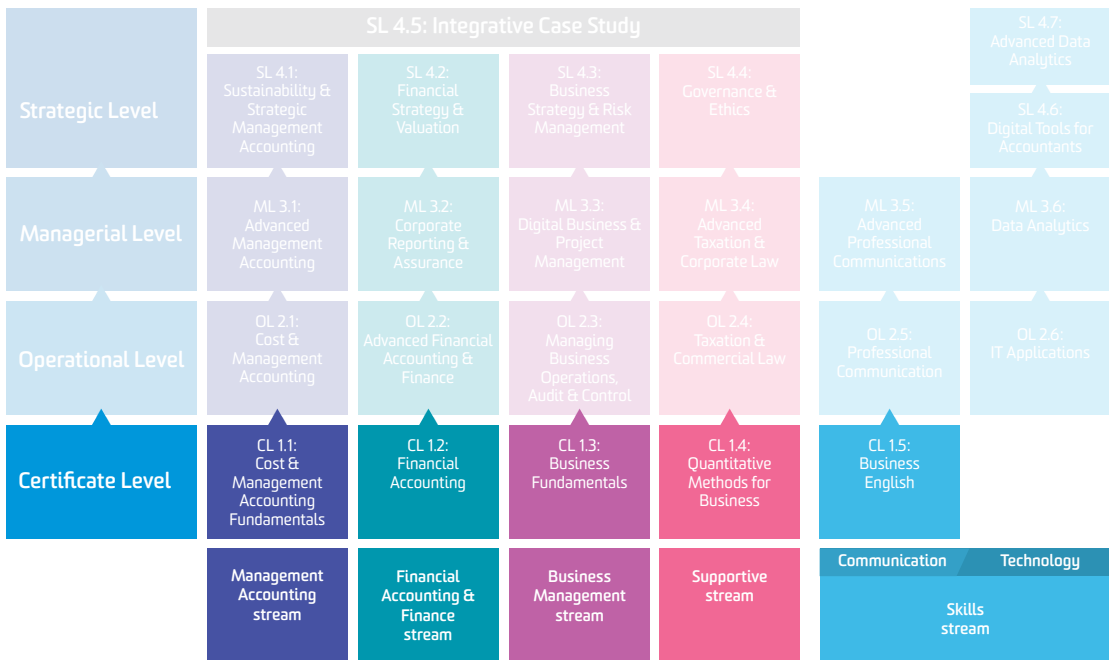 SL 4.5: Integrative Case Study
SL 4.7:
Advanced Data
Analytics
Strategic Level
SL 4.1:
Sustainability &
Strategic
Management
Accounting
SL 4.2:
Financial
Strategy &
Valuation
SL 4.3:
Business
Strategy & Risk
Management
SL 4.4:
Governance &
Ethics
SL 4.6:
Digital Tools for
Accountants
Managerial Level
ML 3.1:
Advanced
Management
Accounting
ML 3.2:
Corporate
Reporting &
Assurance
ML 3.3:
Digital Business &
Project
Management
ML 3.4:
Advanced
Taxation &
Corporate Law
ML 3.5:
Advanced
Professional
Communications
ML 3.6:
Data Analytics
Operational Level
OL 2.1:
Cost &
Management
Accounting
OL 2.2:
Advanced Financial
Accounting &
Finance
OL 2.3:
Managing
Business
Operations,
Audit & Control
OL 2.4:
Taxation &
Commercial Law
OL 2.5:
Professional
Communication
OL 2.6:
IT Applications
Certificate Level
CL 1.1:
Cost &
Management
Accounting
Fundamentals
CL 1.2:
Financial
Accounting
CL 1.3:
Business
Fundamentals
CL 1.4:
Quantitative
Methods for
Business
CL 1.5:
Business
English
Management
Accounting
stream
Financial
Accounting &
Finance
stream
Business
Management
stream
Supportive
stream
Communication
Technology
Skills
stream